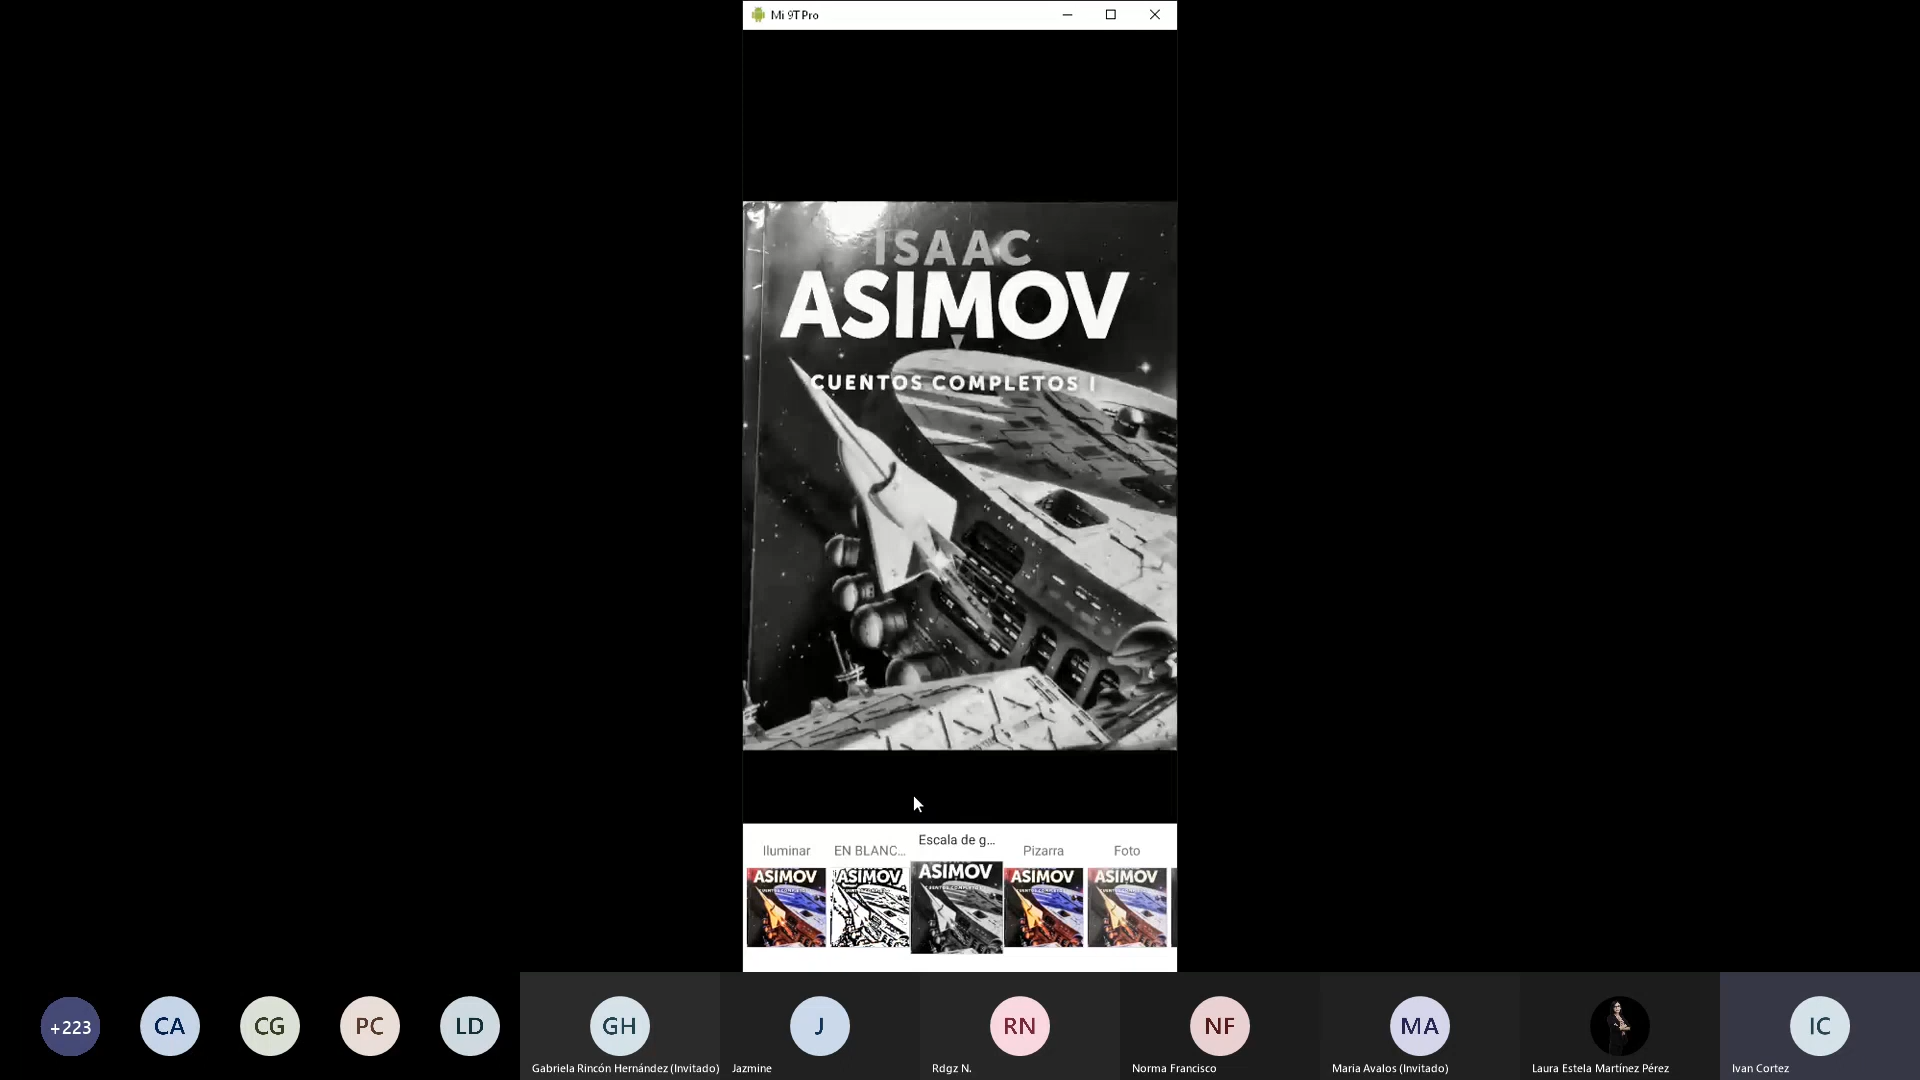 Mi 9T Pro
ISAAC
ASIMOV
CUENTOS COMPLETOS I
Iluminar
EN BLANC...
Escala de g...
Pizarra
Foto
ASIMOV
ASIMOV
ASIMOV
ASIMOV
ASIMOV
+223
CA
CG
PC
LD
GH
J
RN
NF
MA
IC
Gabriela Rincón Hernández (Invitado)
Jazmine
Rdgz N.
Norma Francisco
Maria Avalos (Invitado)
Laura Estela Martínez Pérez
Ivan Cortez